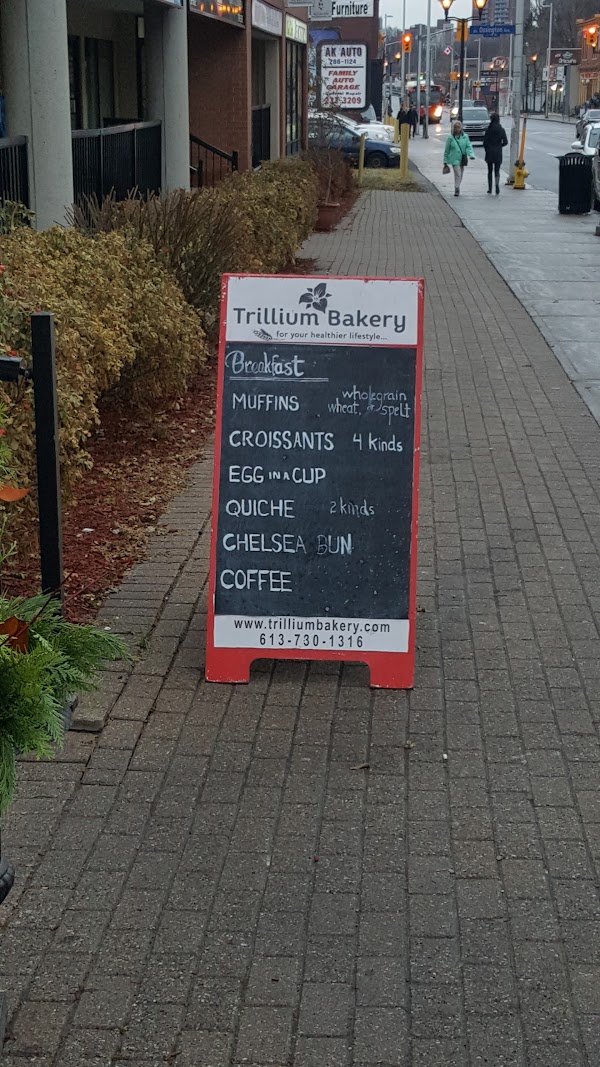 Furniture
AK AUTO
FAMILY
AUTO
GARAGE
Ossington
Trillium Bakery
for your healthier lifestyle...
Breakfast
MUFFINS wholegrain
wheat, & spelt
CROISSANTS 4 kinds
EGG IN A CUP
QUICHE 2 kinds
CHELSEA BUN
COFFEE
www.trilliumbakery.com
613-730-1316